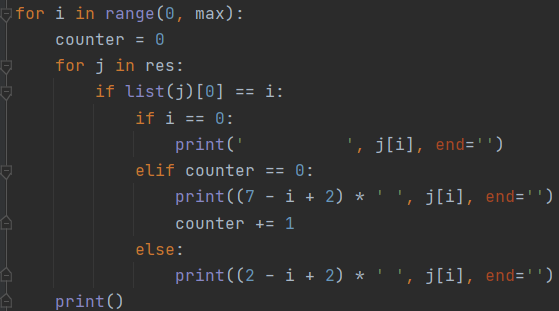 for i in range(0, max):
    counter = 0
    for j in res:
        if list(j)[0] == i:
            if i == 0:
                print('          ', j[i], end='')
            elif counter == 0:
                print((7 - i + 2) * ' ', j[i], end='')
                counter += 1
            else:
                print((2 - i + 2) * ' ', j[i], end='')
    print()